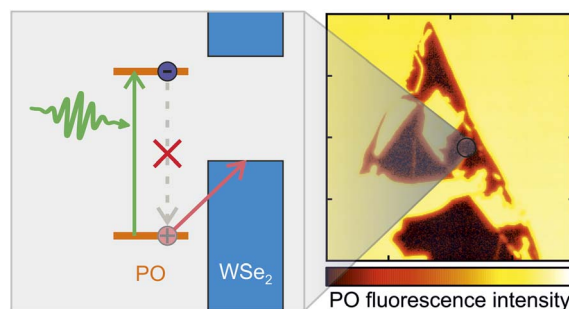 -
+
PO
WSe₂
PO fluorescence intensity